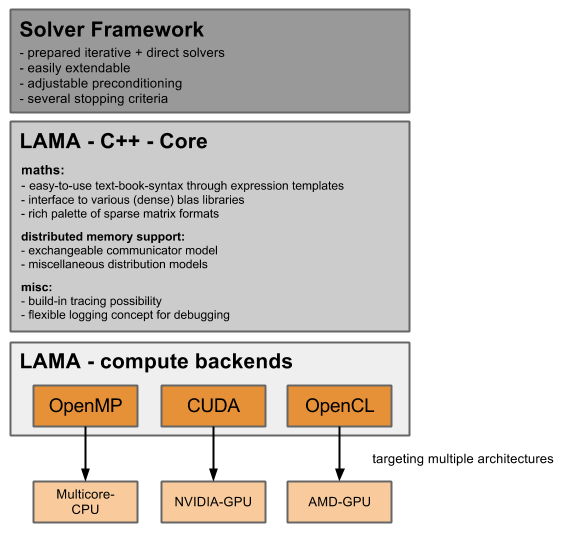 Solver Framework
- prepared iterative + direct solvers
- easily extendable
- adjustable preconditioning
- several stopping criteria
LAMA - C++ - Core
maths:
- easy-to-use text-book-syntax through expression templates
- interface to various (dense) blas libraries
- rich palette of sparse matrix formats
distributed memory support:
- exchangeable communicator model
- miscellaneous distribution models
misc:
- build-in tracing possibility
- flexible logging concept for debugging
LAMA - compute backends
OpenMP
CUDA
OpenCL
targeting multiple architectures
Multicore-
CPU
NVIDIA-GPU
AMD-GPU